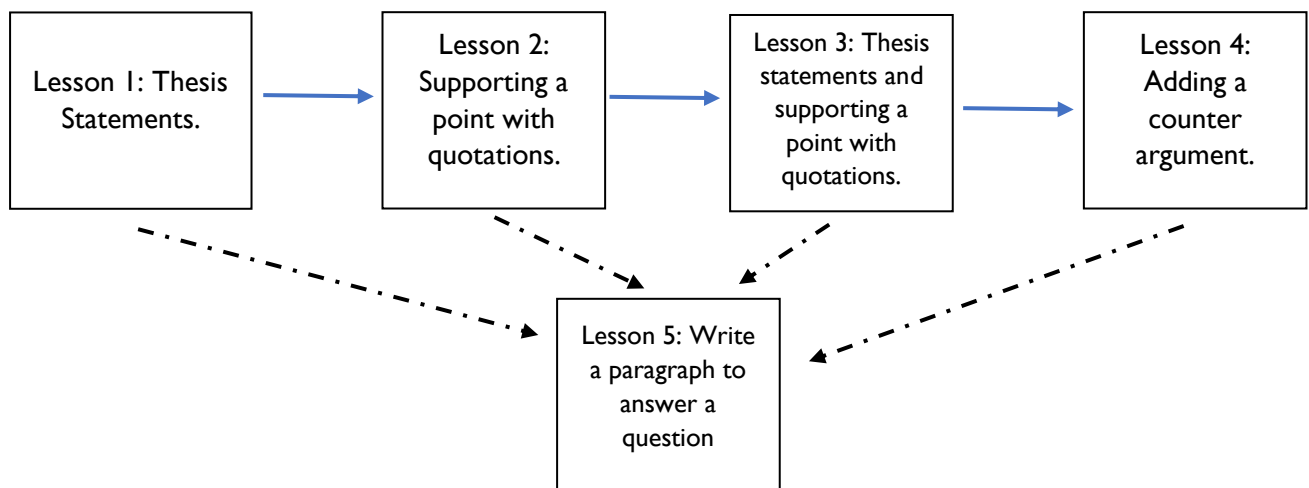 Lesson 1: Thesis
Statements.
Lesson 2:
Supporting a
point with
quotations.
Lesson 3: Thesis
statements and
supporting a
point with
quotations.
Lesson 4:
Adding a
counter
argument.
Lesson 5: Write
a paragraph to
answer a
question